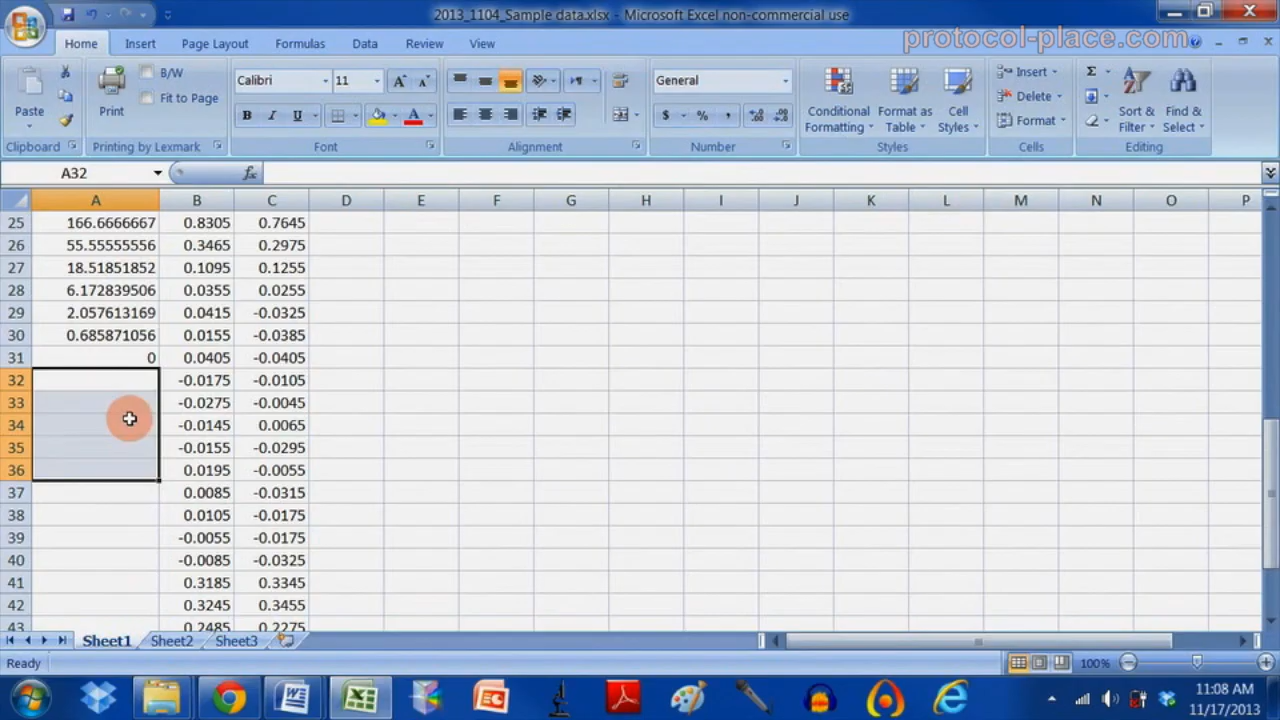 2013_1104_Sample data.xlsx - Microsoft Excel non-commercial use
protocol-place.com
Home Insert Page Layout Formulas Data Review View
Paste
Clipboard
Print
B/W
Fit to Page
Printing by Lexmark
Calibri 11
B I U
Font
Alignment
General
$ % ,
Number
Conditional Formatting
Format as Table
Cell Styles
Styles
Insert
Delete
Format
Cells
Σ
Sort & Filter
Find & Select
Editing
A32 fx
A B C D E F G H I J K L M N O P
25 166.6666667 0.8305 0.7645
26 55.55555556 0.3465 0.2975
27 18.51851852 0.1095 0.1255
28 6.172839506 0.0355 0.0255
29 2.057613169 0.0415 -0.0325
30 0.685871056 0.0155 -0.0385
31 0 0.0405 -0.0405
32 -0.0175 -0.0105
33 -0.0275 -0.0045
34 -0.0145 0.0065
35 -0.0155 -0.0295
36 0.0195 -0.0055
37 0.0085 -0.0315
38 0.0105 -0.0175
39 -0.0055 -0.0175
40 -0.0085 -0.0325
41 0.3185 0.3345
42 0.3245 0.3455
43 0.2485 0.2275
Sheet1 Sheet2 Sheet3
Ready
100%
11:08 AM
11/17/2013